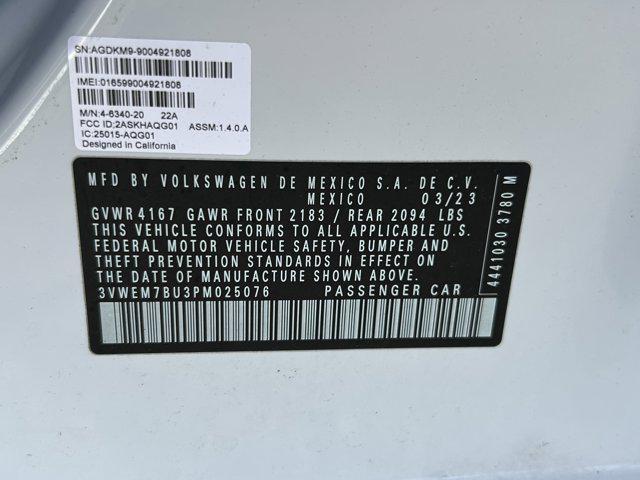 SN:AGDKM9-9004921808
IMEI:016599004921808
M/N:4-6340-20 22A
FCC ID:2ASKHAQG01 ASSM:1.4.0.A
IC:25015-AQG01
Designed in California
MFD BY VOLKSWAGEN DE MEXICO S.A. DE C.V.
MEXICO 03/23
GVWR 4167 GAWR FRONT 2183 / REAR 2094 LBS
THIS VEHICLE CONFORMS TO ALL APPLICABLE U.S.
FEDERAL MOTOR VEHICLE SAFETY, BUMPER AND
THEFT PREVENTION STANDARDS IN EFFECT ON
THE DATE OF MANUFACTURE SHOWN ABOVE.
3VWEM7BU3PM025076 PASSENGER CAR
4441030 3780 M